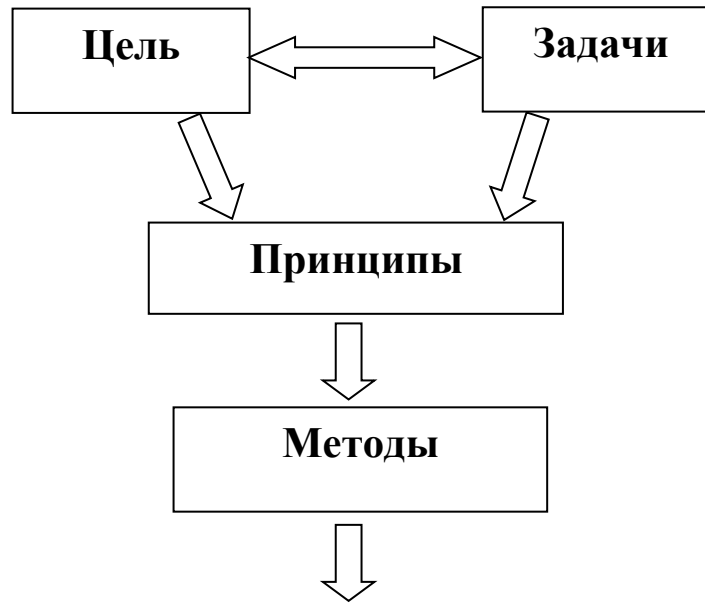 Цель
Задачи
Принципы
Методы